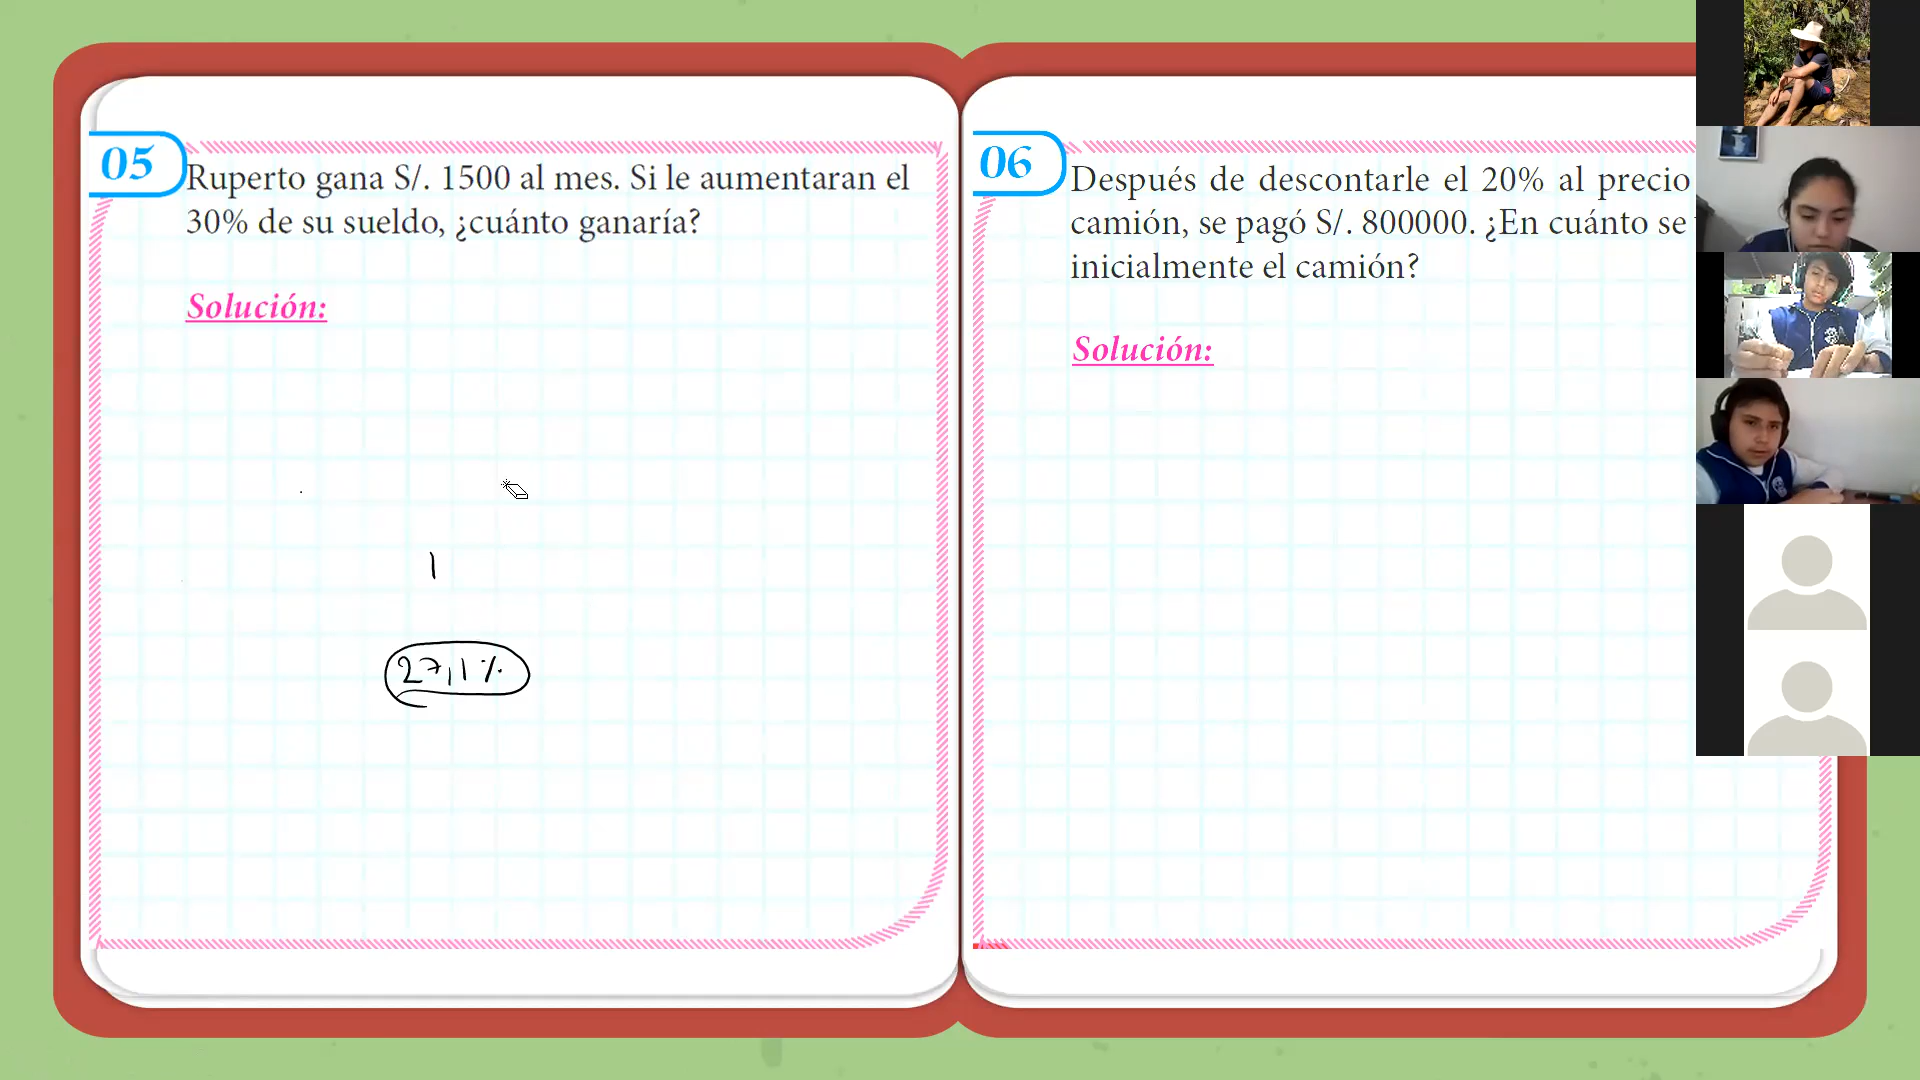 05
Ruperto gana S/. 1500 al mes. Si le aumentaran el
30% de su sueldo, ¿cuánto ganaría?
Solución:
1
27,1%
06
Después de descontarle el 20% al precio
camión, se pagó S/. 800000. ¿En cuánto se
inicialmente el camión?
Solución: